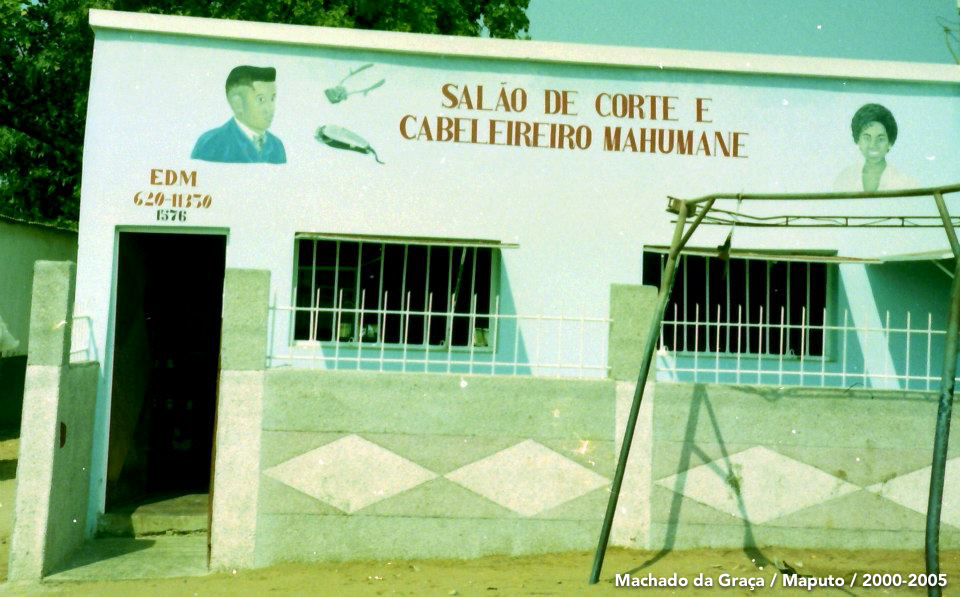 SALÃO DE CORTE E
CABELEIREIRO MAHUMANE
EDM
620-11370
1576
Machado da Graça / Maputo / 2000-2005